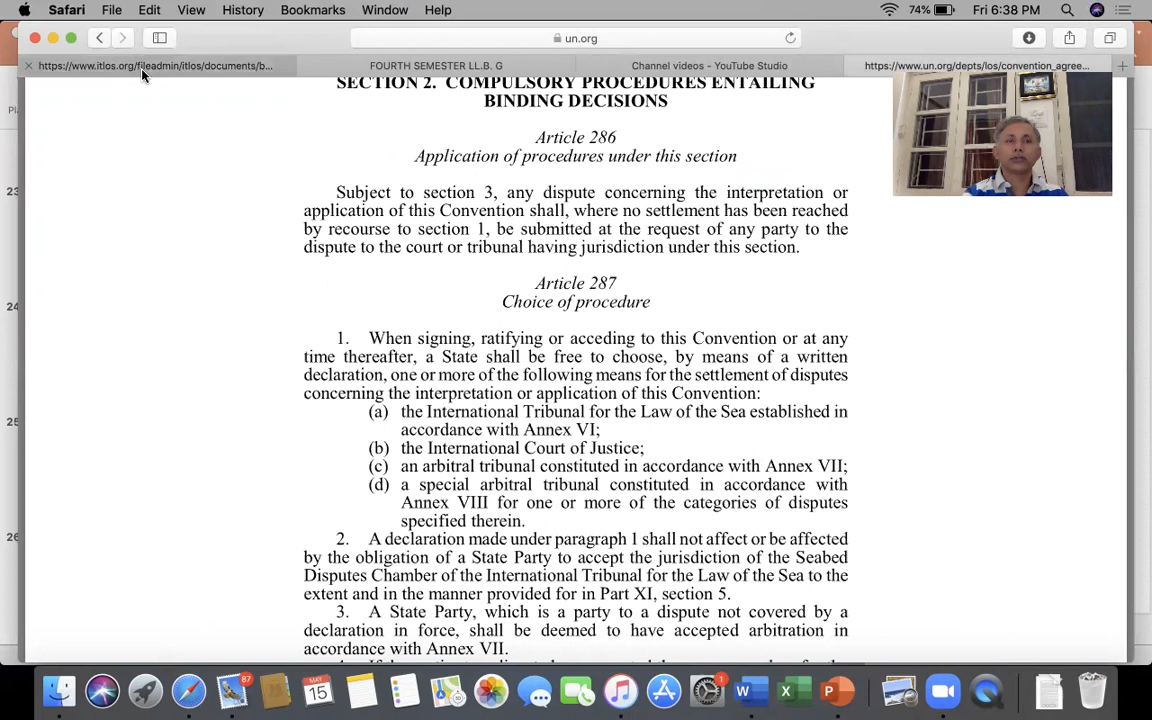 Safari File Edit View History Bookmarks Window Help 74% Fri 6:38 PM
un.org
https://www.itlos.org/fileadmin/itlos/documents/b... FOURTH SEMESTER LL.B. G Channel videos - YouTube Studio https://www.un.org/depts/los/convention_agree...
SECTION 2. COMPULSORY PROCEDURES ENTAILING
BINDING DECISIONS
Article 286
Application of procedures under this section
Subject to section 3, any dispute concerning the interpretation or
application of this Convention shall, where no settlement has been reached
by recourse to section 1, be submitted at the request of any party to the
dispute to the court or tribunal having jurisdiction under this section.
Article 287
Choice of procedure
1. When signing, ratifying or acceding to this Convention or at any
time thereafter, a State shall be free to choose, by means of a written
declaration, one or more of the following means for the settlement of disputes
concerning the interpretation or application of this Convention:
(a) the International Tribunal for the Law of the Sea established in
accordance with Annex VI;
(b) the International Court of Justice;
(c) an arbitral tribunal constituted in accordance with Annex VII;
(d) a special arbitral tribunal constituted in accordance with
Annex VIII for one or more of the categories of disputes
specified therein.
2. A declaration made under paragraph 1 shall not affect or be affected
by the obligation of a State Party to accept the jurisdiction of the Seabed
Disputes Chamber of the International Tribunal for the Law of the Sea to the
extent and in the manner provided for in Part XI, section 5.
3. A State Party, which is a party to a dispute not covered by a
declaration in force, shall be deemed to have accepted arbitration in
accordance with Annex VII.
23
24
25
26
87
MAY
15
1